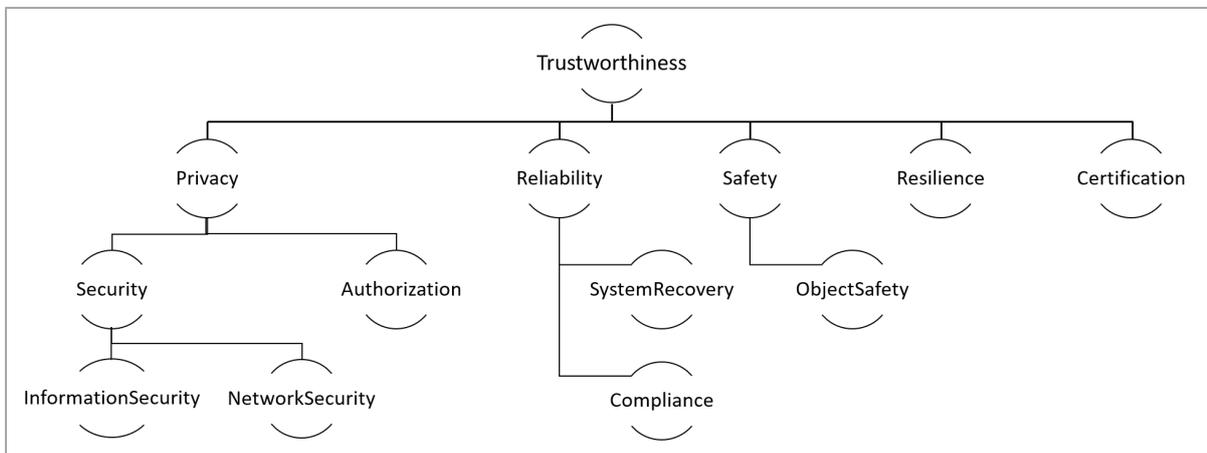 Trustworthiness
Privacy
Reliability
Safety
Resilience
Certification
Security
Authorization
SystemRecovery
ObjectSafety
InformationSecurity
NetworkSecurity
Compliance